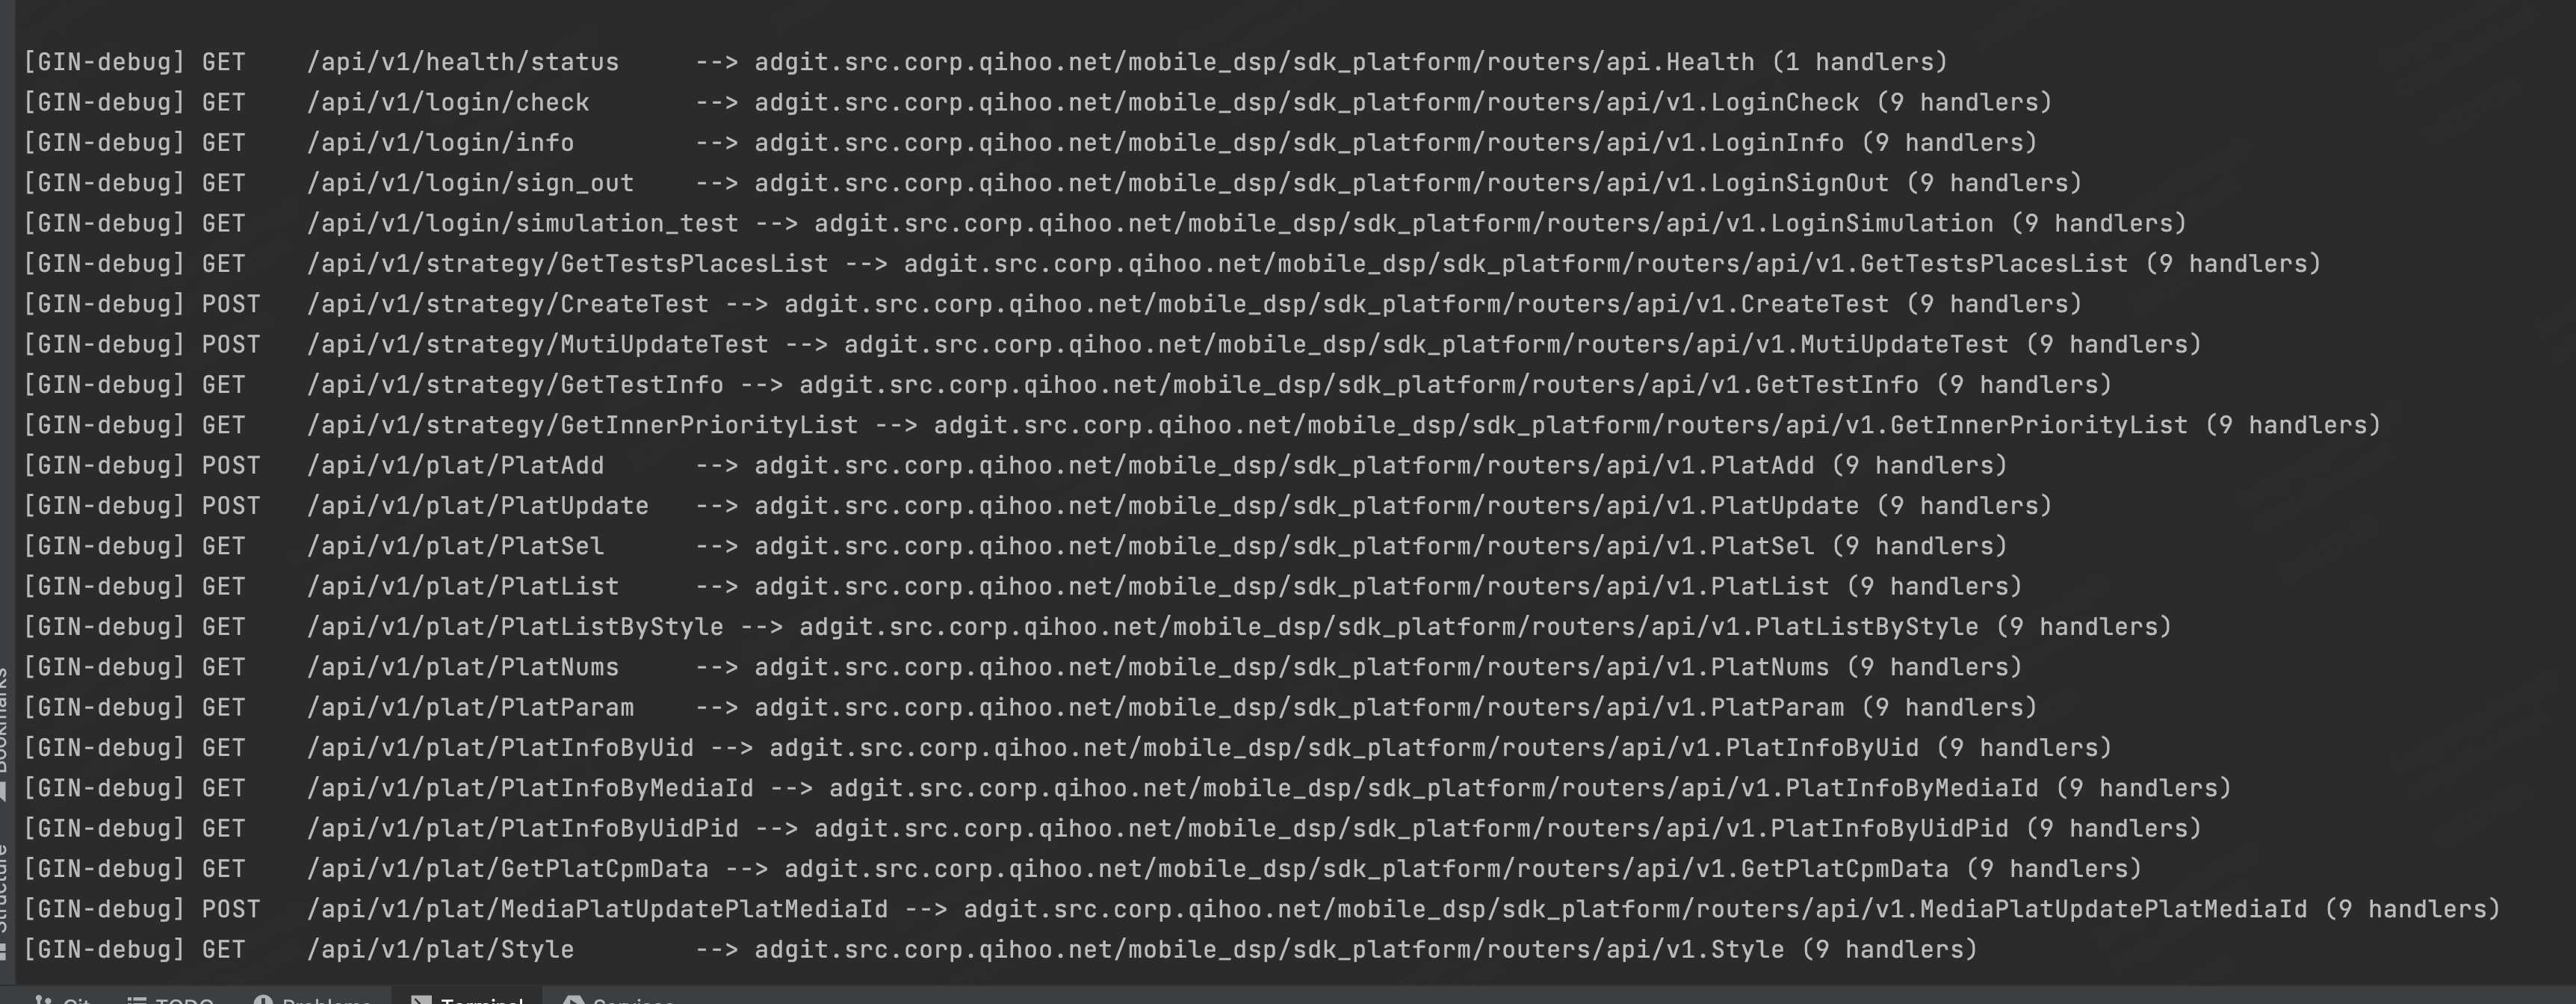 [GIN-debug] GET    /api/v1/health/status     --> adgit.src.corp.qihoo.net/mobile_dsp/sdk_platform/routers/api.Health (1 handlers)
[GIN-debug] GET    /api/v1/login/check       --> adgit.src.corp.qihoo.net/mobile_dsp/sdk_platform/routers/api/v1.LoginCheck (9 handlers)
[GIN-debug] GET    /api/v1/login/info        --> adgit.src.corp.qihoo.net/mobile_dsp/sdk_platform/routers/api/v1.LoginInfo (9 handlers)
[GIN-debug] GET    /api/v1/login/sign_out    --> adgit.src.corp.qihoo.net/mobile_dsp/sdk_platform/routers/api/v1.LoginSignOut (9 handlers)
[GIN-debug] GET    /api/v1/login/simulation_test --> adgit.src.corp.qihoo.net/mobile_dsp/sdk_platform/routers/api/v1.LoginSimulation (9 handlers)
[GIN-debug] GET    /api/v1/strategy/GetTestsPlacesList --> adgit.src.corp.qihoo.net/mobile_dsp/sdk_platform/routers/api/v1.GetTestsPlacesList (9 handlers)
[GIN-debug] POST   /api/v1/strategy/CreateTest --> adgit.src.corp.qihoo.net/mobile_dsp/sdk_platform/routers/api/v1.CreateTest (9 handlers)
[GIN-debug] POST   /api/v1/strategy/MutiUpdateTest --> adgit.src.corp.qihoo.net/mobile_dsp/sdk_platform/routers/api/v1.MutiUpdateTest (9 handlers)
[GIN-debug] GET    /api/v1/strategy/GetTestInfo --> adgit.src.corp.qihoo.net/mobile_dsp/sdk_platform/routers/api/v1.GetTestInfo (9 handlers)
[GIN-debug] GET    /api/v1/strategy/GetInnerPriorityList --> adgit.src.corp.qihoo.net/mobile_dsp/sdk_platform/routers/api/v1.GetInnerPriorityList (9 handlers)
[GIN-debug] POST   /api/v1/plat/PlatAdd      --> adgit.src.corp.qihoo.net/mobile_dsp/sdk_platform/routers/api/v1.PlatAdd (9 handlers)
[GIN-debug] POST   /api/v1/plat/PlatUpdate   --> adgit.src.corp.qihoo.net/mobile_dsp/sdk_platform/routers/api/v1.PlatUpdate (9 handlers)
[GIN-debug] GET    /api/v1/plat/PlatSel      --> adgit.src.corp.qihoo.net/mobile_dsp/sdk_platform/routers/api/v1.PlatSel (9 handlers)
[GIN-debug] GET    /api/v1/plat/PlatList     --> adgit.src.corp.qihoo.net/mobile_dsp/sdk_platform/routers/api/v1.PlatList (9 handlers)
[GIN-debug] GET    /api/v1/plat/PlatListByStyle --> adgit.src.corp.qihoo.net/mobile_dsp/sdk_platform/routers/api/v1.PlatListByStyle (9 handlers)
[GIN-debug] GET    /api/v1/plat/PlatNums     --> adgit.src.corp.qihoo.net/mobile_dsp/sdk_platform/routers/api/v1.PlatNums (9 handlers)
[GIN-debug] GET    /api/v1/plat/PlatParam    --> adgit.src.corp.qihoo.net/mobile_dsp/sdk_platform/routers/api/v1.PlatParam (9 handlers)
[GIN-debug] GET    /api/v1/plat/PlatInfoByUid --> adgit.src.corp.qihoo.net/mobile_dsp/sdk_platform/routers/api/v1.PlatInfoByUid (9 handlers)
[GIN-debug] GET    /api/v1/plat/PlatInfoByMediaId --> adgit.src.corp.qihoo.net/mobile_dsp/sdk_platform/routers/api/v1.PlatInfoByMediaId (9 handlers)
[GIN-debug] GET    /api/v1/plat/PlatInfoByUidPid --> adgit.src.corp.qihoo.net/mobile_dsp/sdk_platform/routers/api/v1.PlatInfoByUidPid (9 handlers)
[GIN-debug] GET    /api/v1/plat/GetPlatCpmData --> adgit.src.corp.qihoo.net/mobile_dsp/sdk_platform/routers/api/v1.GetPlatCpmData (9 handlers)
[GIN-debug] POST   /api/v1/plat/MediaPlatUpdatePlatMediaId --> adgit.src.corp.qihoo.net/mobile_dsp/sdk_platform/routers/api/v1.MediaPlatUpdatePlatMediaId (9 handlers)
[GIN-debug] GET    /api/v1/plat/Style        --> adgit.src.corp.qihoo.net/mobile_dsp/sdk_platform/routers/api/v1.Style (9 handlers)
Bookmarks
Structure
Git TODO Problems Terminal Services